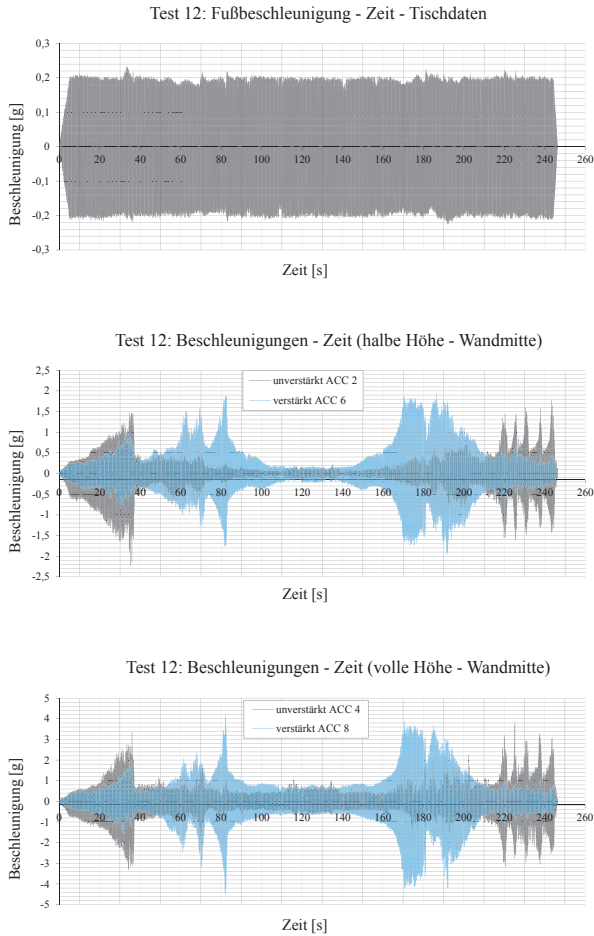 Test 12: Fußbeschleunigung - Zeit - Tischdaten
Beschleunigung [g]
0,3
0,2
0,1
0
-0,1
-0,2
-0,3
0 20 40 60 80 100 120 140 160 180 200 220 240 260
Zeit [s]
Test 12: Beschleunigungen - Zeit (halbe Höhe - Wandmitte)
Beschleunigung [g]
unverstärkt ACC 2
verstärkt ACC 6
2,5
2
1,5
1
0,5
0
-0,5
-1
-1,5
-2
-2,5
0 20 40 60 80 100 120 140 160 180 200 220 240 260
Zeit [s]
Test 12: Beschleunigungen - Zeit (volle Höhe - Wandmitte)
Beschleunigung [g]
unverstärkt ACC 4
verstärkt ACC 8
5
4
3
2
1
0
-1
-2
-3
-4
-5
0 20 40 60 80 100 120 140 160 180 200 220 240 260
Zeit [s]